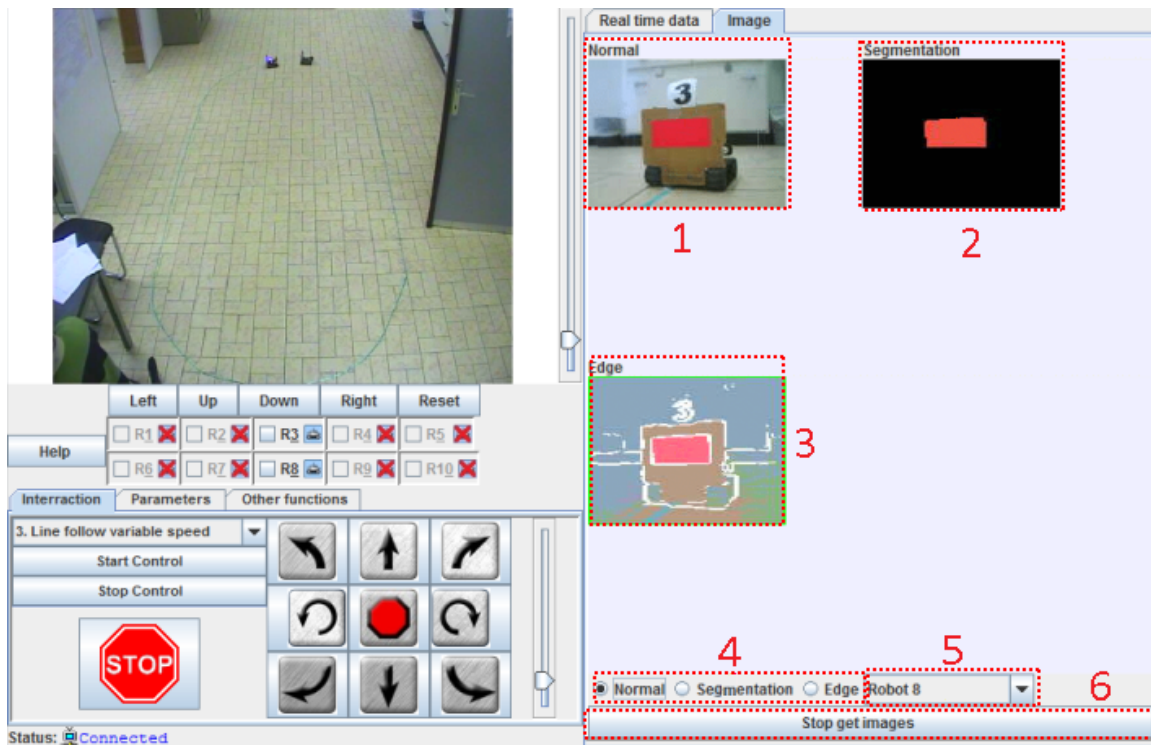 Real time data Image
Normal
Segmentation
3
1
2
Edge
3
3
Left Up Down Right Reset
R1 R2 R3 R4 R5
Help
R6 R7 R8 R9 R10
Interraction Parameters Other functions
3. Line follow variable speed
Start Control
Stop Control
STOP
4
5
6
Normal Segmentation Edge Robot 8
Stop get images
Status: Connected